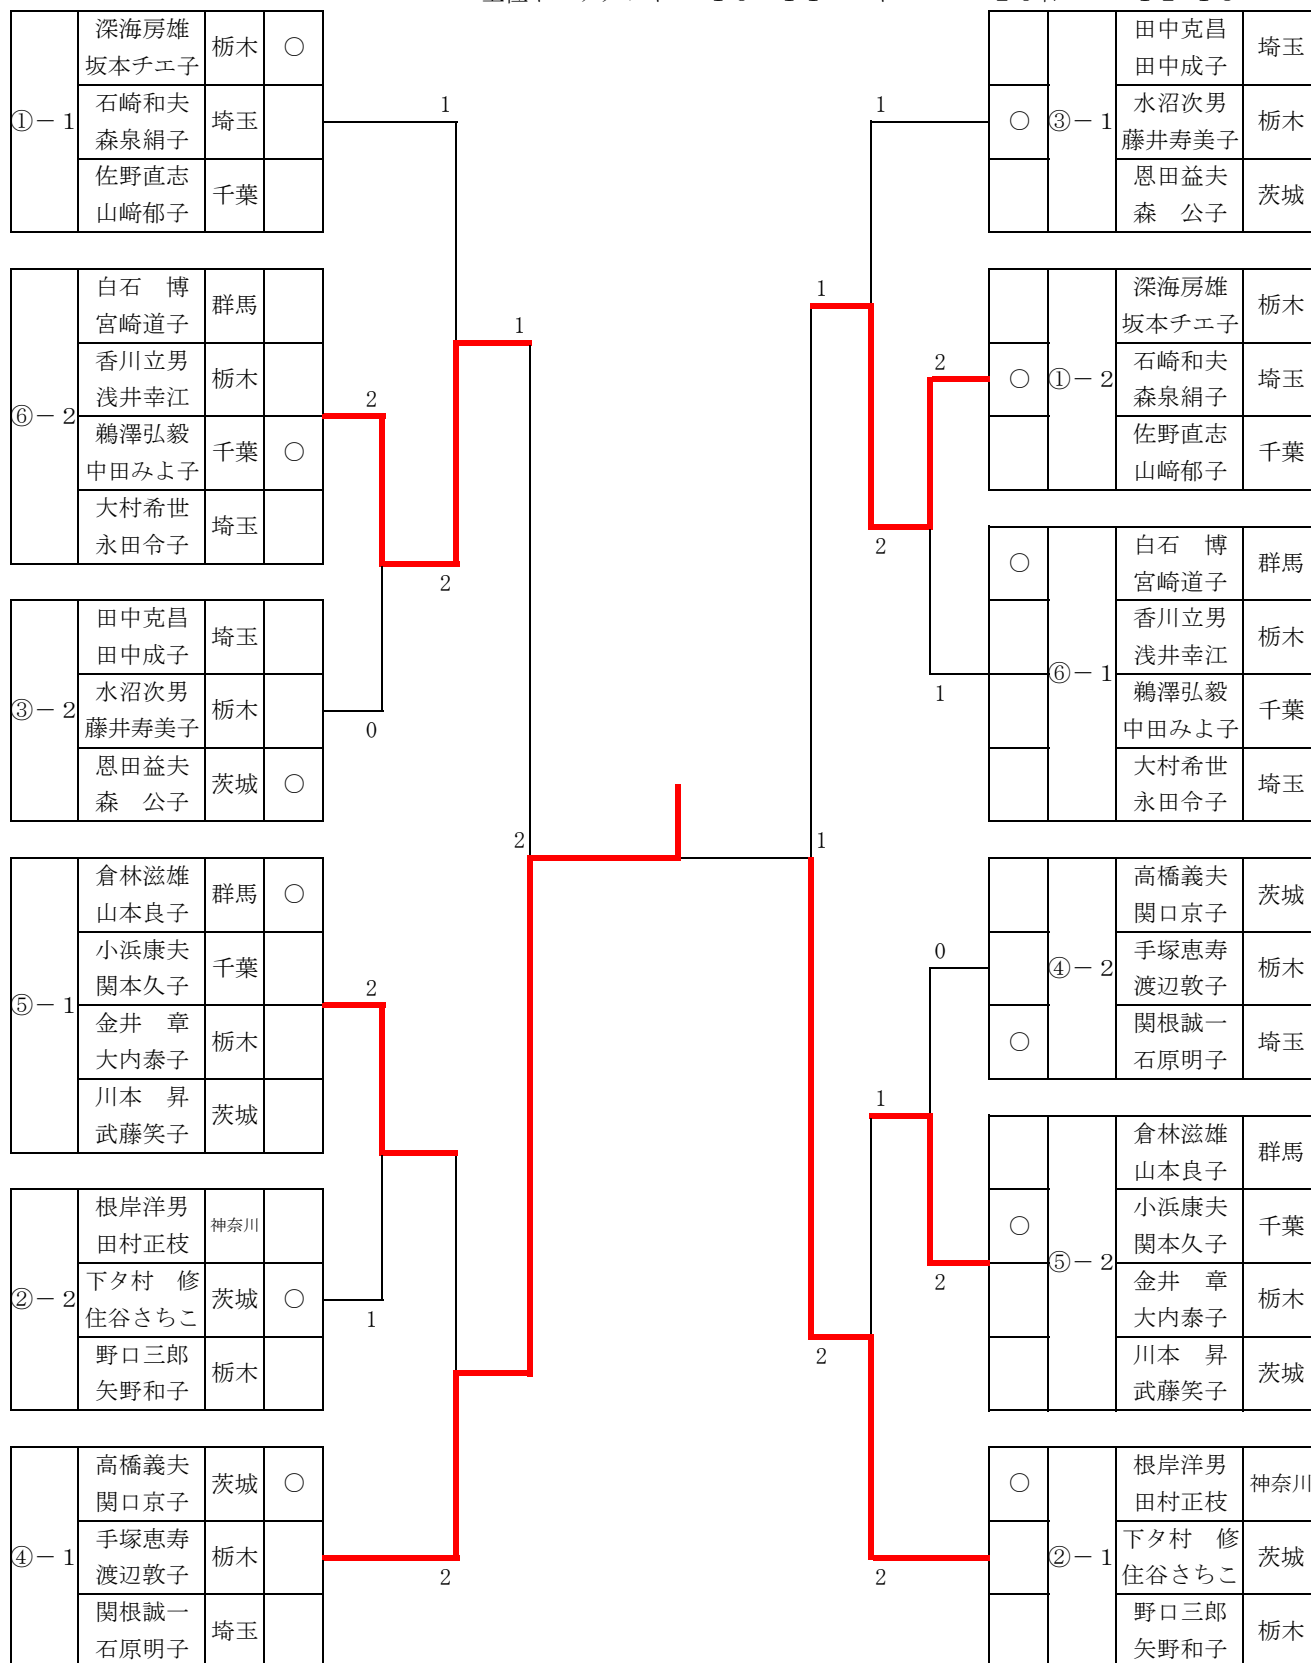 ①－1
深海房雄
坂本チエ子
栃木
○
石崎和夫
森泉絹子
埼玉
佐野直志
山﨑郁子
千葉
1
⑥－2
白石　博
宮崎道子
群馬
香川立男
浅井幸江
栃木
鵜澤弘毅
中田みよ子
千葉
○
大村希世
永田令子
埼玉
2
1
2
③－2
田中克昌
田中成子
埼玉
水沼次男
藤井寿美子
栃木
恩田益夫
森　公子
茨城
○
0
2
⑤－1
倉林滋雄
山本良子
群馬
○
小浜康夫
関本久子
千葉
金井　章
大内泰子
栃木
川本　昇
武藤笑子
茨城
2
②－2
根岸洋男
田村正枝
神奈川
下タ村　修
住谷さちこ
茨城
○
野口三郎
矢野和子
栃木
1
④－1
高橋義夫
関口京子
茨城
○
手塚恵寿
渡辺敦子
栃木
関根誠一
石原明子
埼玉
2
1
③－1
田中克昌
田中成子
埼玉
○
水沼次男
藤井寿美子
栃木
恩田益夫
森　公子
茨城
1
2
①－2
深海房雄
坂本チエ子
栃木
○
石崎和夫
森泉絹子
埼玉
佐野直志
山﨑郁子
千葉
2
⑥－1
○
白石　博
宮崎道子
群馬
香川立男
浅井幸江
栃木
鵜澤弘毅
中田みよ子
千葉
大村希世
永田令子
埼玉
1
1
0
④－2
高橋義夫
関口京子
茨城
手塚恵寿
渡辺敦子
栃木
○
関根誠一
石原明子
埼玉
1
⑤－2
倉林滋雄
山本良子
群馬
○
小浜康夫
関本久子
千葉
金井　章
大内泰子
栃木
川本　昇
武藤笑子
茨城
2
2
②－1
○
根岸洋男
田村正枝
神奈川
下タ村　修
住谷さちこ
茨城
野口三郎
矢野和子
栃木
2